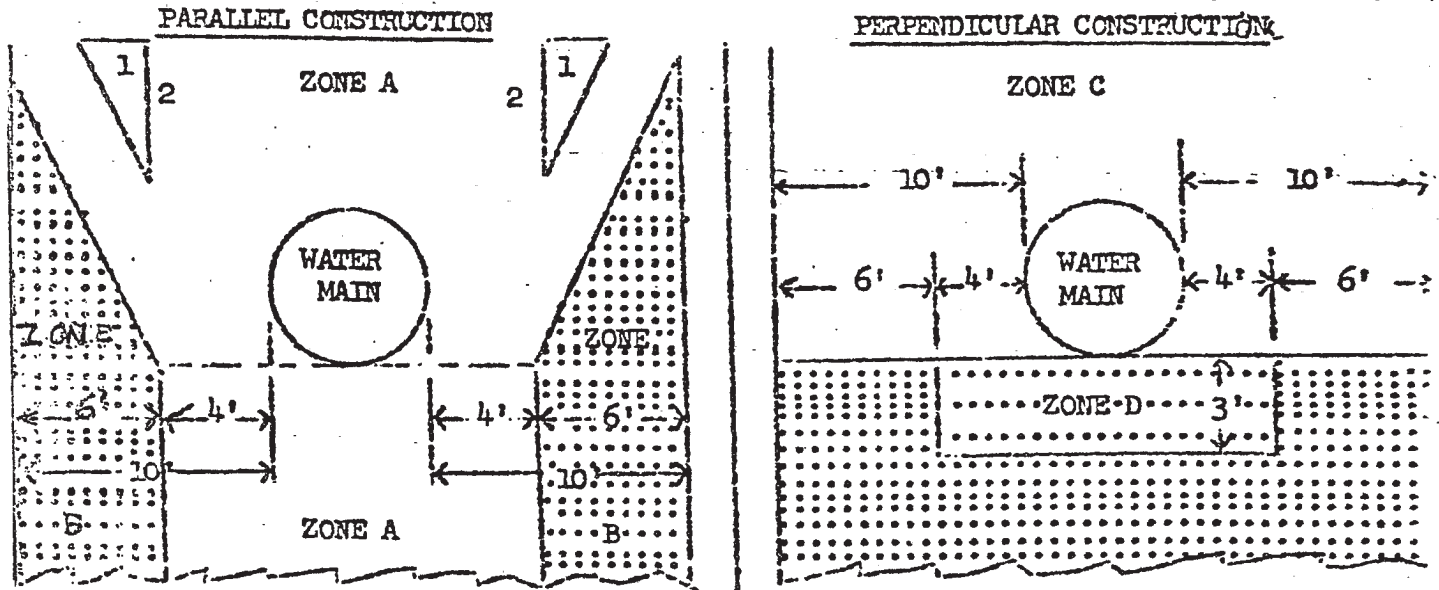 PARALLEL CONSTRUCTION
1
2
ZONE A
2
1
WATER
MAIN
ZONE
ZONE
6'
4'
4'
6'
10'
10'
B
ZONE A
B
PERPENDICULAR CONSTRUCTION
ZONE C
10'
10'
6'
4'
WATER
MAIN
4'
6'
ZONE D
3'